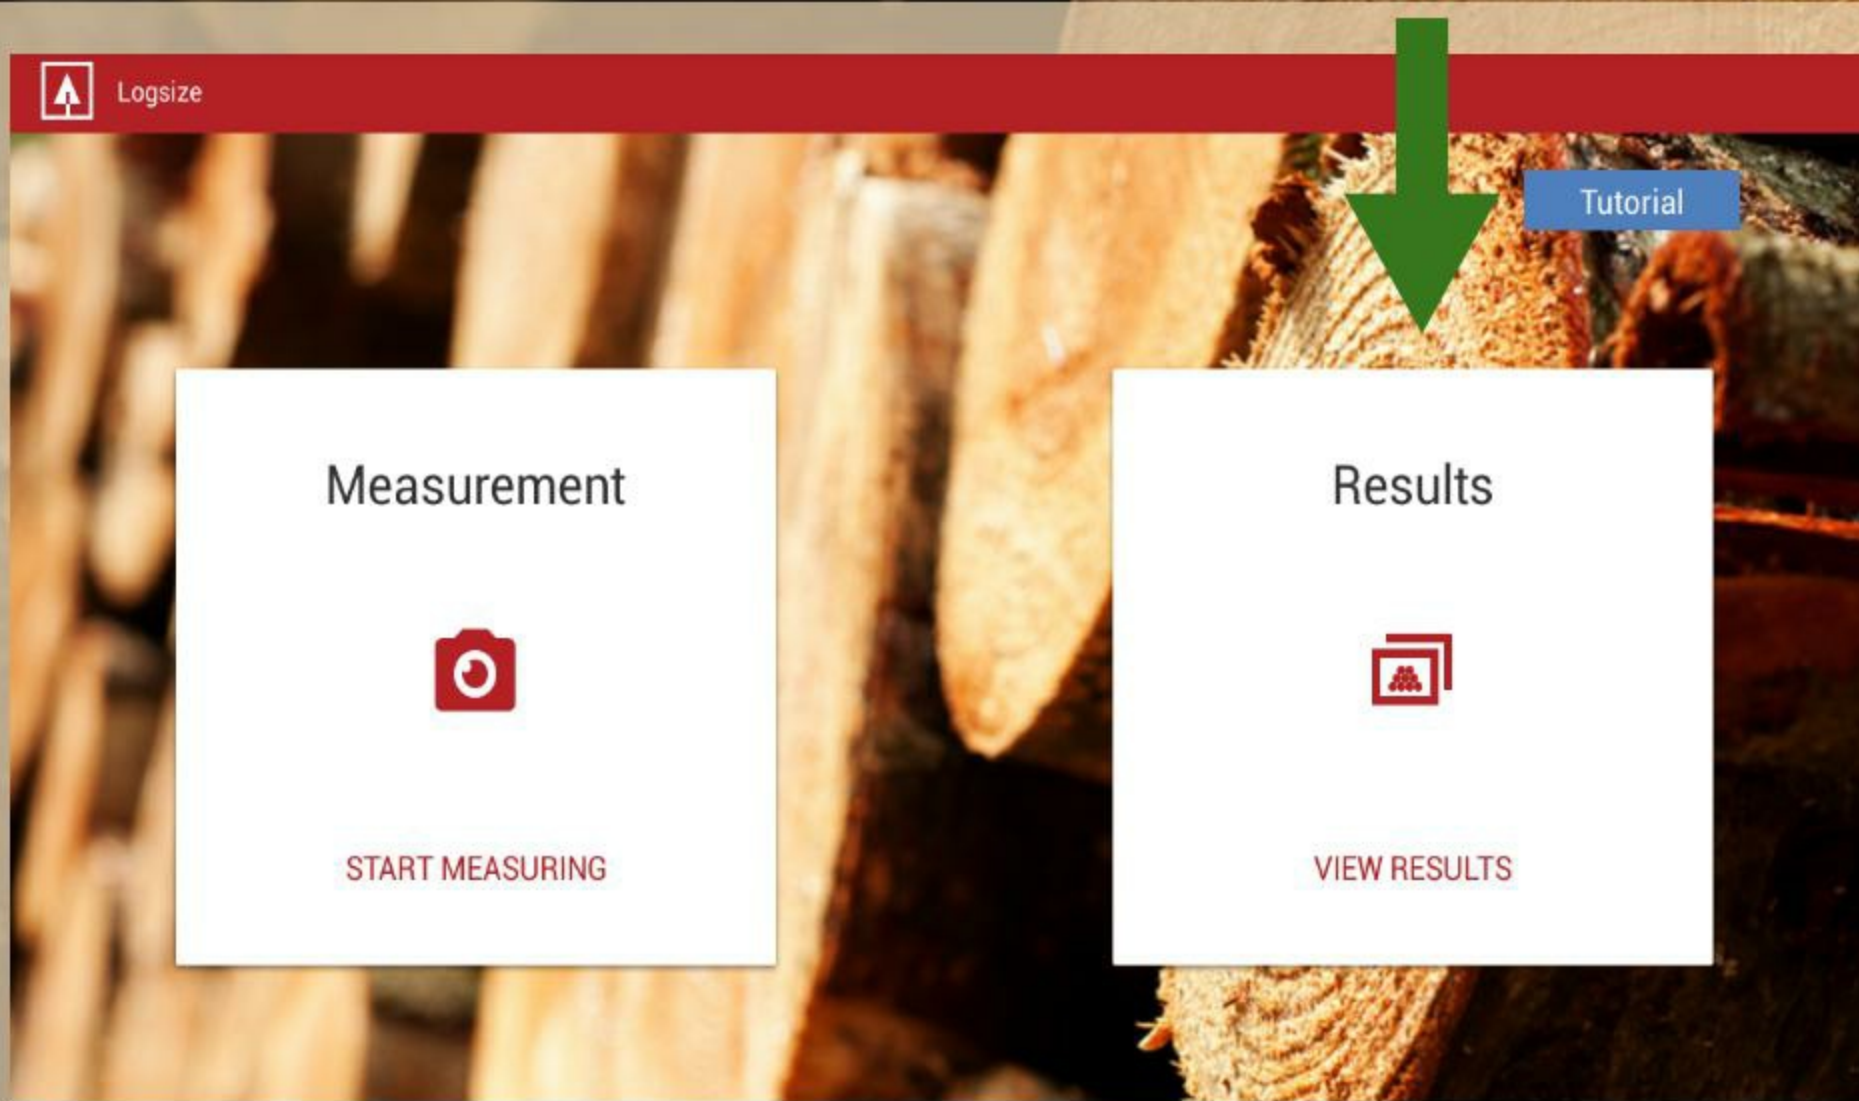 Logsize
Tutorial
Measurement
Results
START MEASURING
VIEW RESULTS